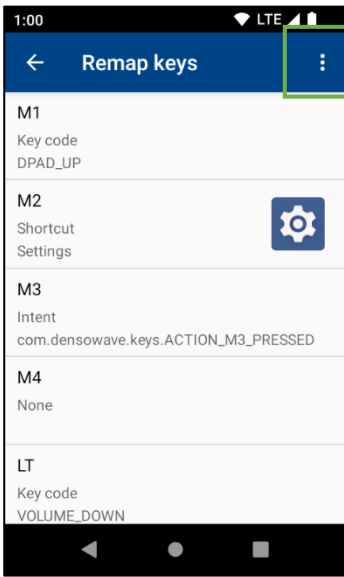 1:00 LTE
Remap keys
M1
Key code
DPAD_UP
M2
Shortcut
Settings
M3
Intent
com.densowave.keys.ACTION_M3_PRESSED
M4
None
LT
Key code
VOLUME_DOWN